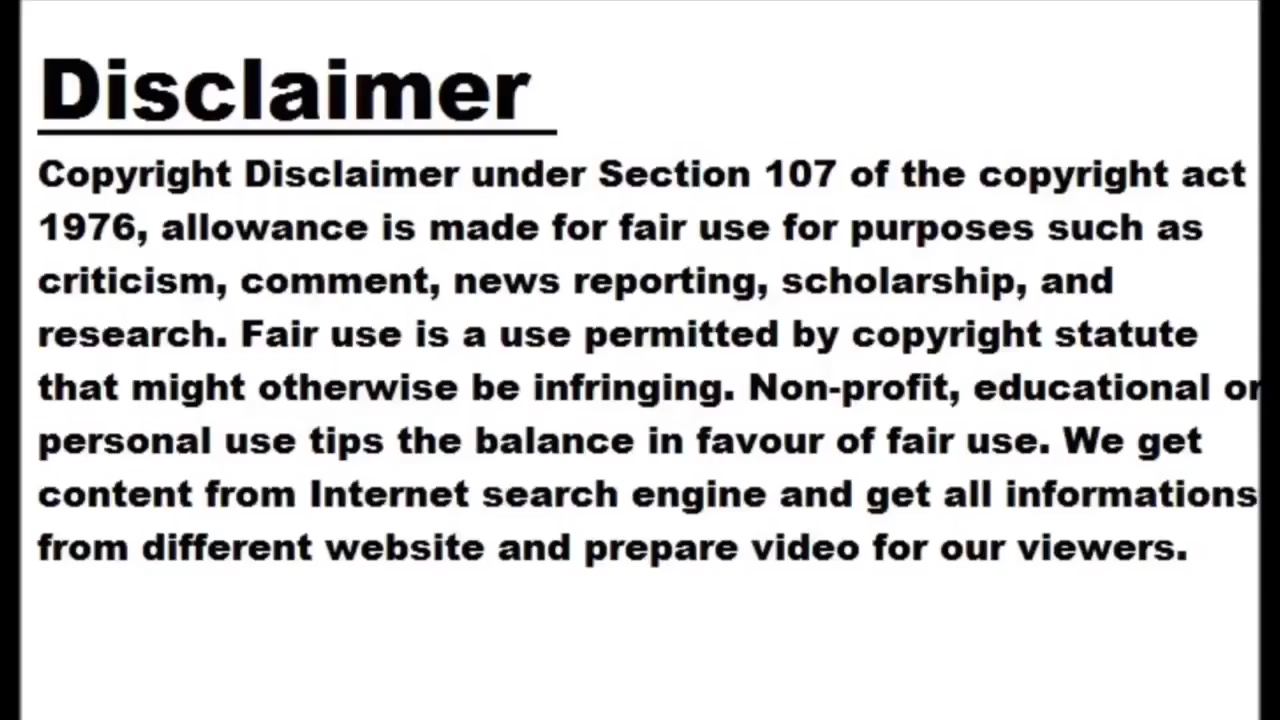 Disclaimer
Copyright Disclaimer under Section 107 of the copyright act
1976, allowance is made for fair use for purposes such as
criticism, comment, news reporting, scholarship, and
research. Fair use is a use permitted by copyright statute
that might otherwise be infringing. Non-profit, educational or
personal use tips the balance in favour of fair use. We get
content from Internet search engine and get all informations
from different website and prepare video for our viewers.